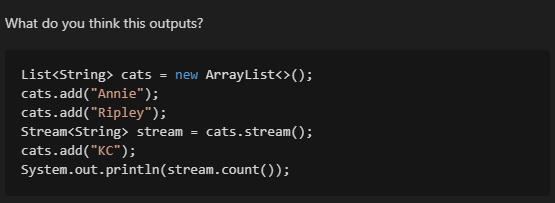 What do you think this outputs?
List<String> cats = new ArrayList<>();
cats.add("Annie");
cats.add("Ripley");
Stream<String> stream = cats.stream();
cats.add("KC");
System.out.println(stream.count());